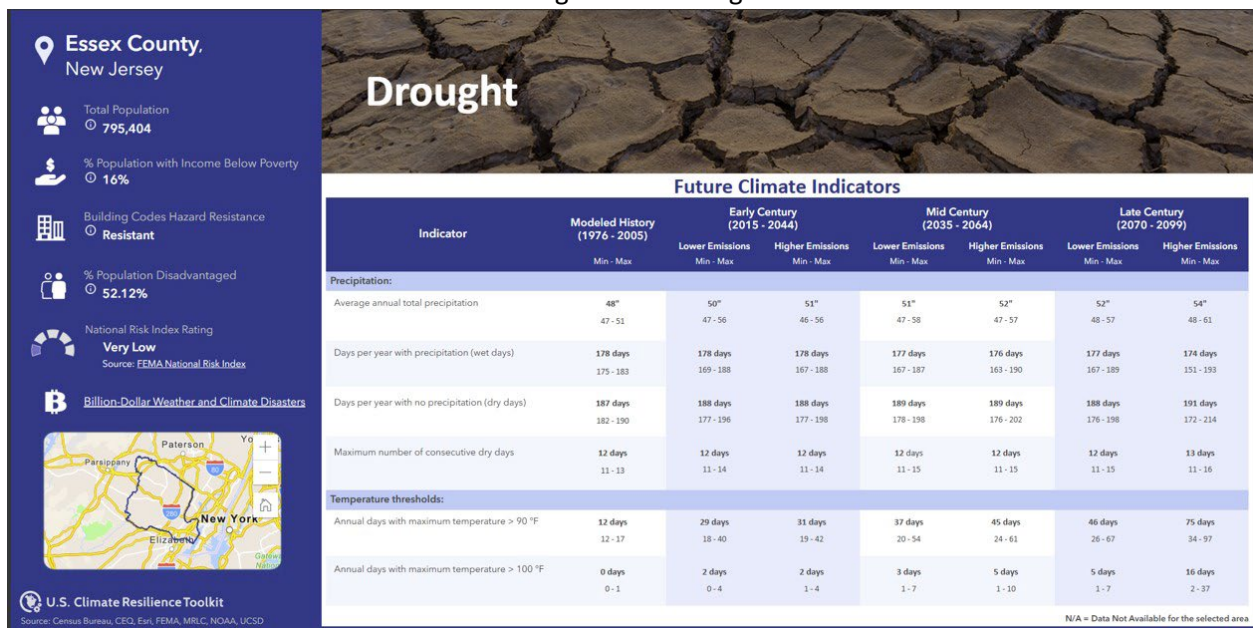 Essex County,
New Jersey
Total Population
795,404
% Population with Income Below Poverty
16%
Building Codes Hazard Resistance
Resistant
% Population Disadvantaged
52.12%
National Risk Index Rating
Very Low
Source: FEMA National Risk Index
Billion-Dollar Weather and Climate Disasters
Paterson
Parsippany
80
280
New York
Elizabeth
U.S. Climate Resilience Toolkit
Source: Census Bureau, CEQ, Esri, FEMA, MRLC, NOAA, UCSD
Drought
Future Climate Indicators
Indicator
Modeled History
(1976 - 2005)
Min - Max
Early Century
(2015 - 2044)
Lower Emissions Higher Emissions
Min - Max Min - Max
Mid Century
(2035 - 2064)
Lower Emissions Higher Emissions
Min - Max Min - Max
Late Century
(2070 - 2099)
Lower Emissions Higher Emissions
Min - Max Min - Max
Precipitation:
Average annual total precipitation 48" 50" 51" 51" 52" 52" 54"
47 - 51 47 - 56 46 - 56 47 - 58 47 - 57 48 - 57 48 - 61
Days per year with precipitation (wet days) 178 days 178 days 178 days 177 days 176 days 177 days 174 days
175 - 183 169 - 188 167 - 188 167 - 187 163 - 190 167 - 189 151 - 193
Days per year with no precipitation (dry days) 187 days 188 days 188 days 189 days 189 days 188 days 191 days
182 - 190 177 - 196 177 - 198 178 - 198 176 - 202 176 - 198 172 - 214
Maximum number of consecutive dry days 12 days 12 days 12 days 12 days 12 days 12 days 13 days
11 - 13 11 - 14 11 - 14 11 - 15 11 - 15 11 - 15 11 - 16
Temperature thresholds:
Annual days with maximum temperature > 90 °F 12 days 29 days 31 days 37 days 45 days 46 days 75 days
12 - 17 18 - 40 19 - 42 20 - 54 24 - 61 26 - 67 34 - 97
Annual days with maximum temperature > 100 °F 0 days 2 days 2 days 3 days 5 days 5 days 16 days
0 - 1 0 - 4 1 - 4 1 - 7 1 - 10 1 - 7 2 - 37
N/A = Data Not Available for the selected area